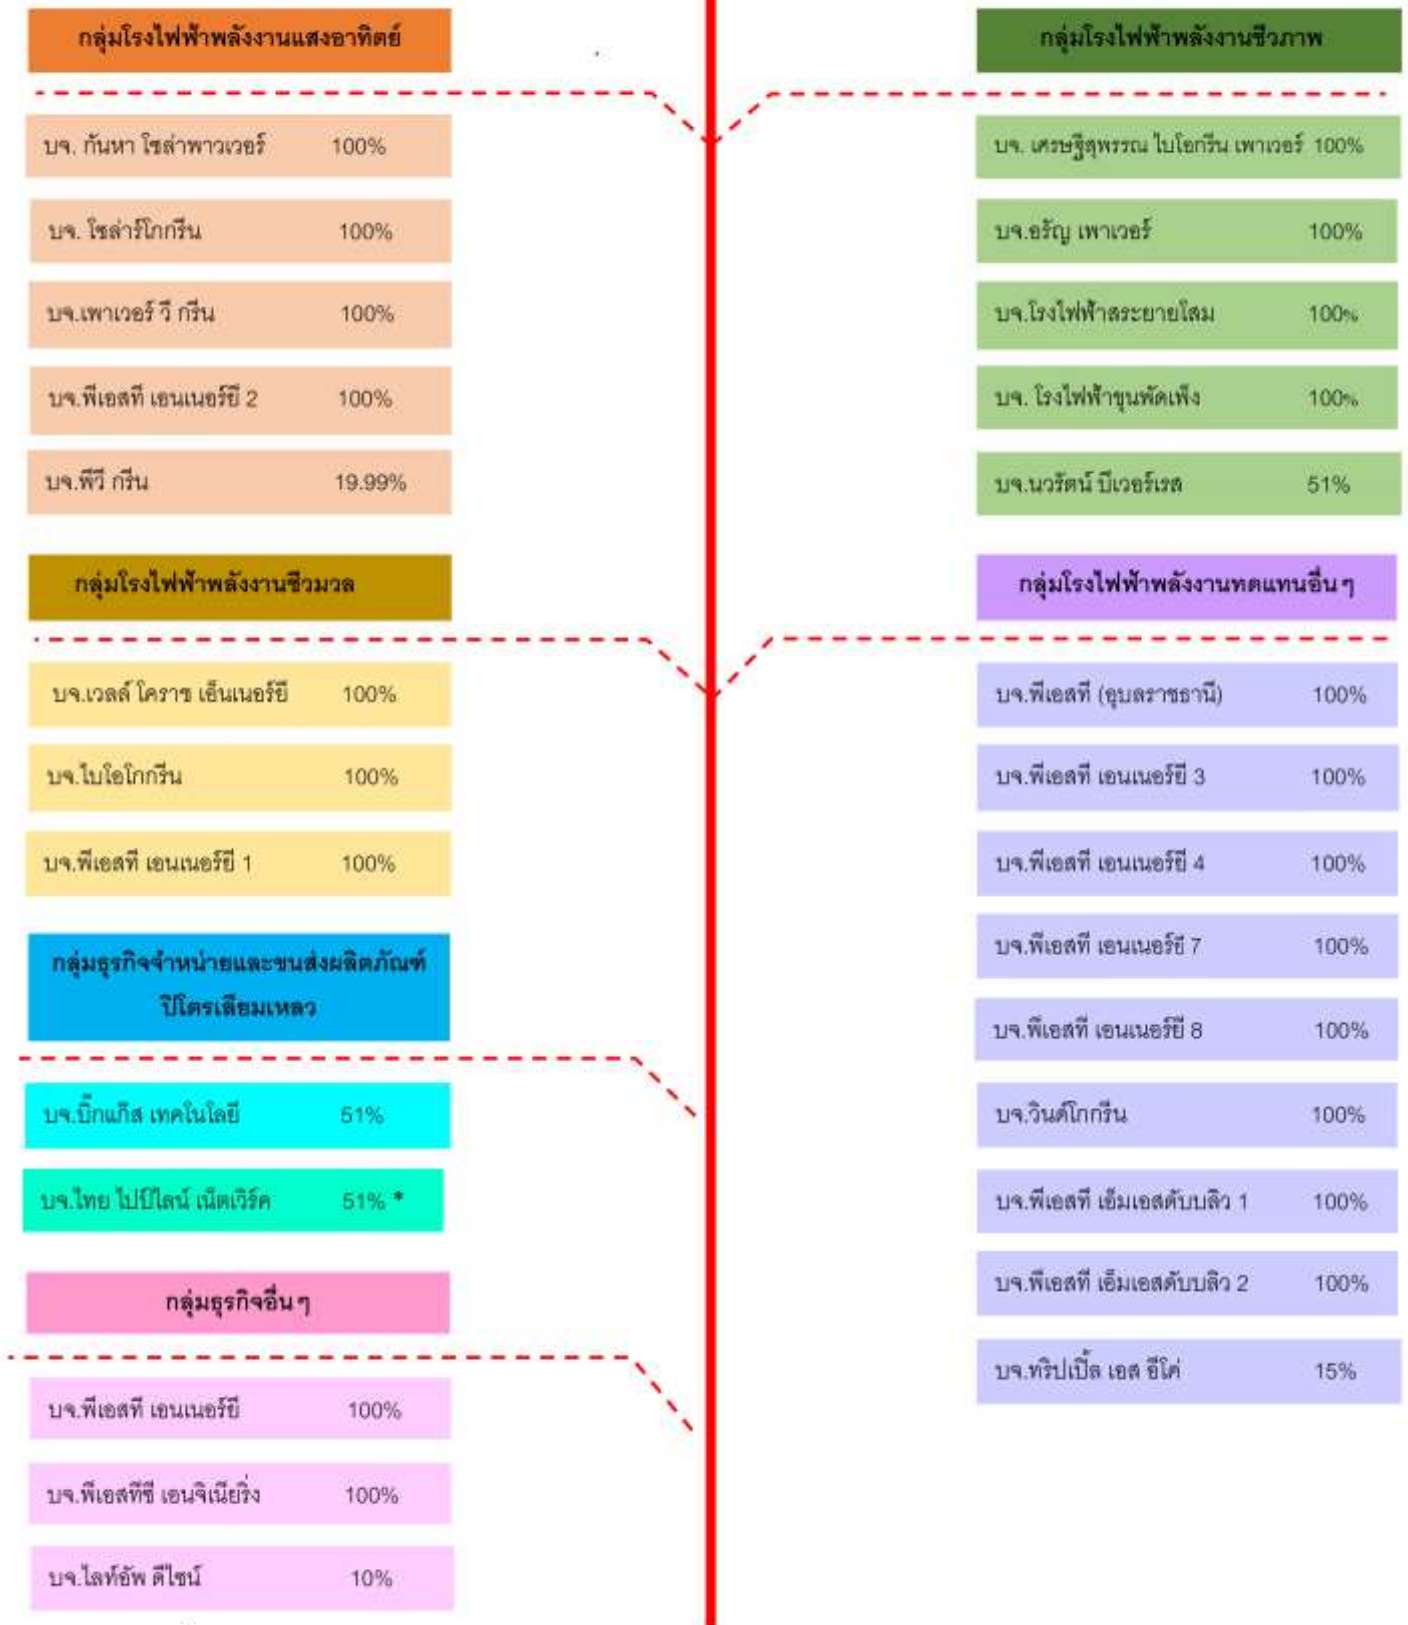 กลุ่มโรงไฟฟ้าพลังงานแสงอาทิตย์
บจ. กันหา โซล่าพาวเวอร์ 100%
บจ. โซล่าร์โกกรีน 100%
บจ.เพาเวอร์ วี กรีน 100%
บจ.พีเอสที เอนเนอร์ยี 2 100%
บจ.พีวี กรีน 19.99%
กลุ่มโรงไฟฟ้าพลังงานชีวมวล
บจ.เวลล์ โคราช เอ็นเนอร์ยี 100%
บจ.ไบโอโกกรีน 100%
บจ.พีเอสที เอนเนอร์ยี 1 100%
กลุ่มธุรกิจจำหน่ายและขนส่งผลิตภัณฑ์
ปิโตรเลียมเหลว
บจ.บิ๊กแก๊ส เทคโนโลยี 51%
บจ.ไทย ไปป์ไลน์ เน็ตเวิร์ค 51% *
กลุ่มธุรกิจอื่นๆ
บจ.พีเอสที เอนเนอร์ยี 100%
บจ.พีเอสทีซี เอนจิเนียริ่ง 100%
บจ.ไลท์อัพ ดีไซน์ 10%
กลุ่มโรงไฟฟ้าพลังงานชีวภาพ
บจ. เศรษฐีสุพรรณ ไบโอกรีน เพาเวอร์ 100%
บจ.อรัญ เพาเวอร์ 100%
บจ.โรงไฟฟ้าสระยายโสม 100%
บจ. โรงไฟฟ้าขุนพัดเพ็ง 100%
บจ.นวรัตน์ บีเวอร์เรส 51%
กลุ่มโรงไฟฟ้าพลังงานทดแทนอื่นๆ
บจ.พีเอสที (อุบลราชธานี) 100%
บจ.พีเอสที เอนเนอร์ยี 3 100%
บจ.พีเอสที เอนเนอร์ยี 4 100%
บจ.พีเอสที เอนเนอร์ยี 7 100%
บจ.พีเอสที เอนเนอร์ยี 8 100%
บจ.วินด์โกกรีน 100%
บจ.พีเอสที เอ็มเอสดับบลิว 1 100%
บจ.พีเอสที เอ็มเอสดับบลิว 2 100%
บจ.ทริปเปิ้ล เอส อีโค่ 15%